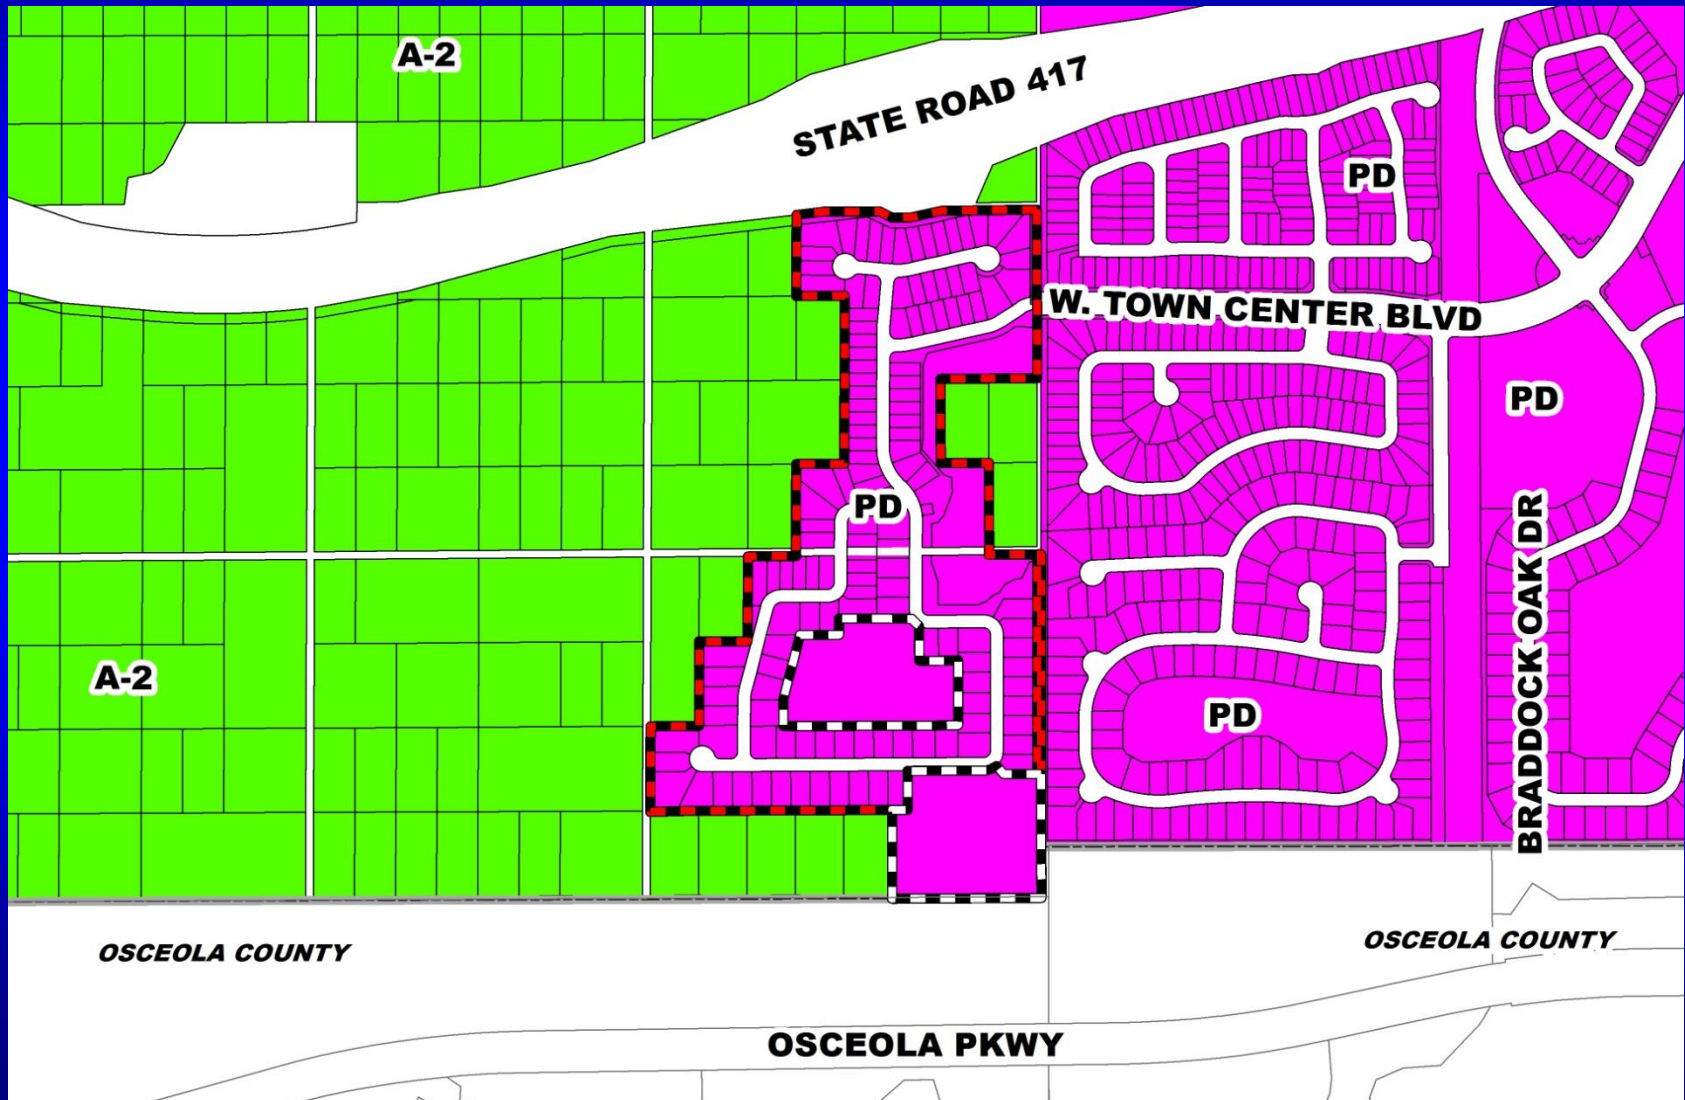 A-2
STATE ROAD 417
PD
W. TOWN CENTER BLVD
PD
PD
BRADDOCK OAK DR
A-2
PD
OSCEOLA COUNTY
OSCEOLA COUNTY
OSCEOLA PKWY